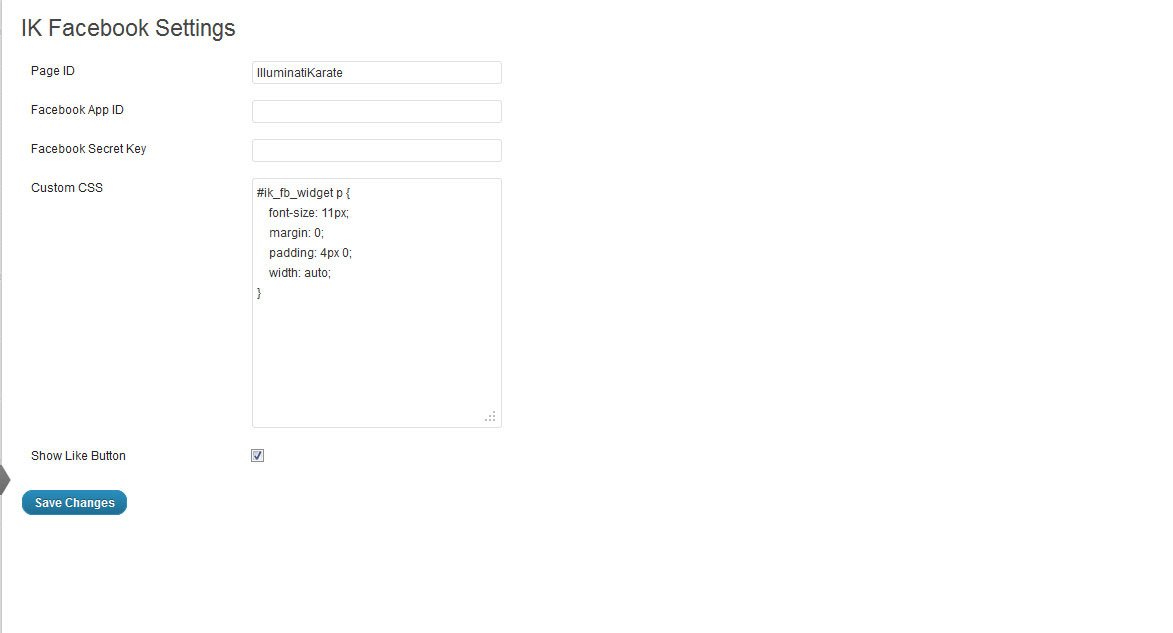 IK Facebook Settings
Page ID
IlluminatiKarate
Facebook App ID
Facebook Secret Key
Custom CSS
#ik_fb_widget p {
    font-size: 11px;
    margin: 0;
    padding: 4px 0;
    width: auto;
}
Show Like Button
Save Changes